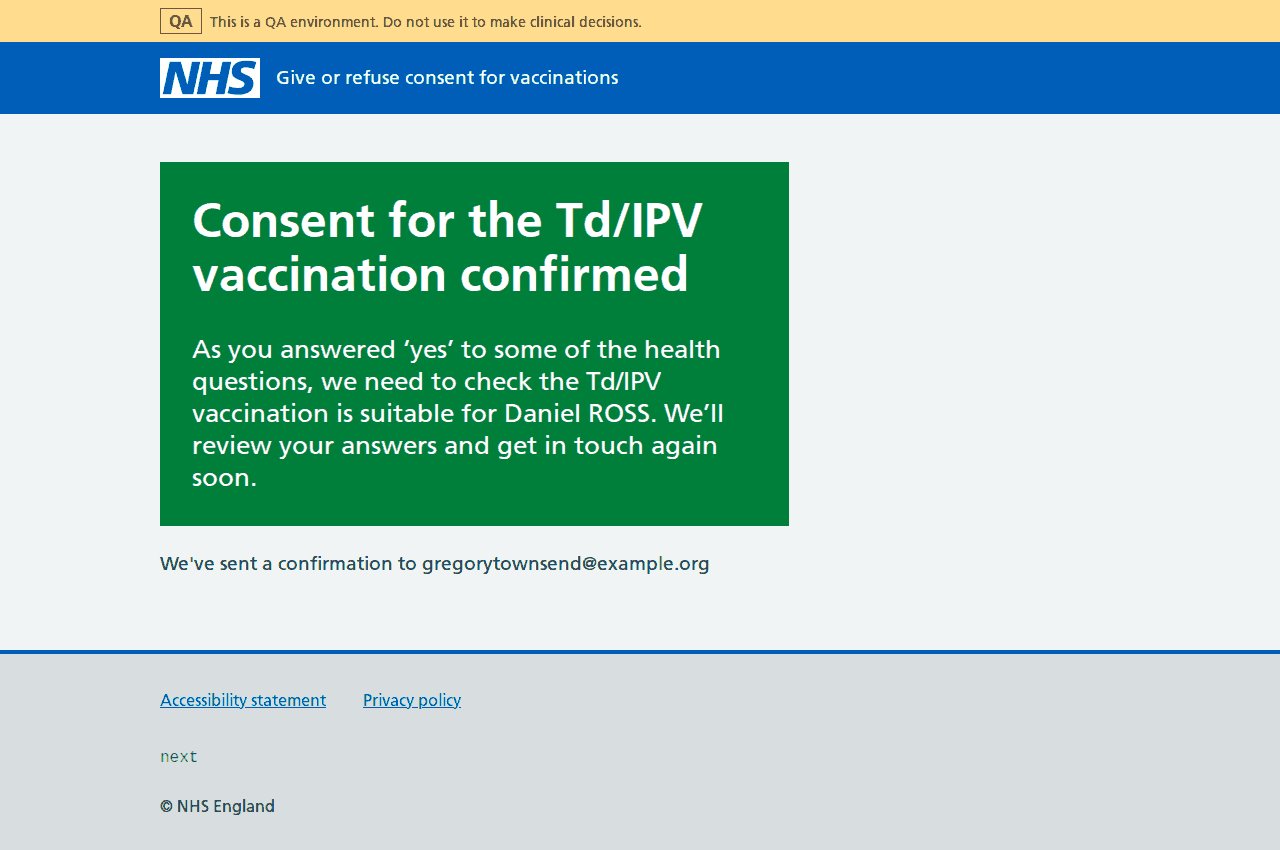 QA This is a QA environment. Do not use it to make clinical decisions.
NHS Give or refuse consent for vaccinations
Consent for the Td/IPV
vaccination confirmed
As you answered ‘yes’ to some of the health
questions, we need to check the Td/IPV
vaccination is suitable for Daniel ROSS. We’ll
review your answers and get in touch again
soon.
We've sent a confirmation to gregorytownsend@example.org
Accessibility statement Privacy policy
next
© NHS England